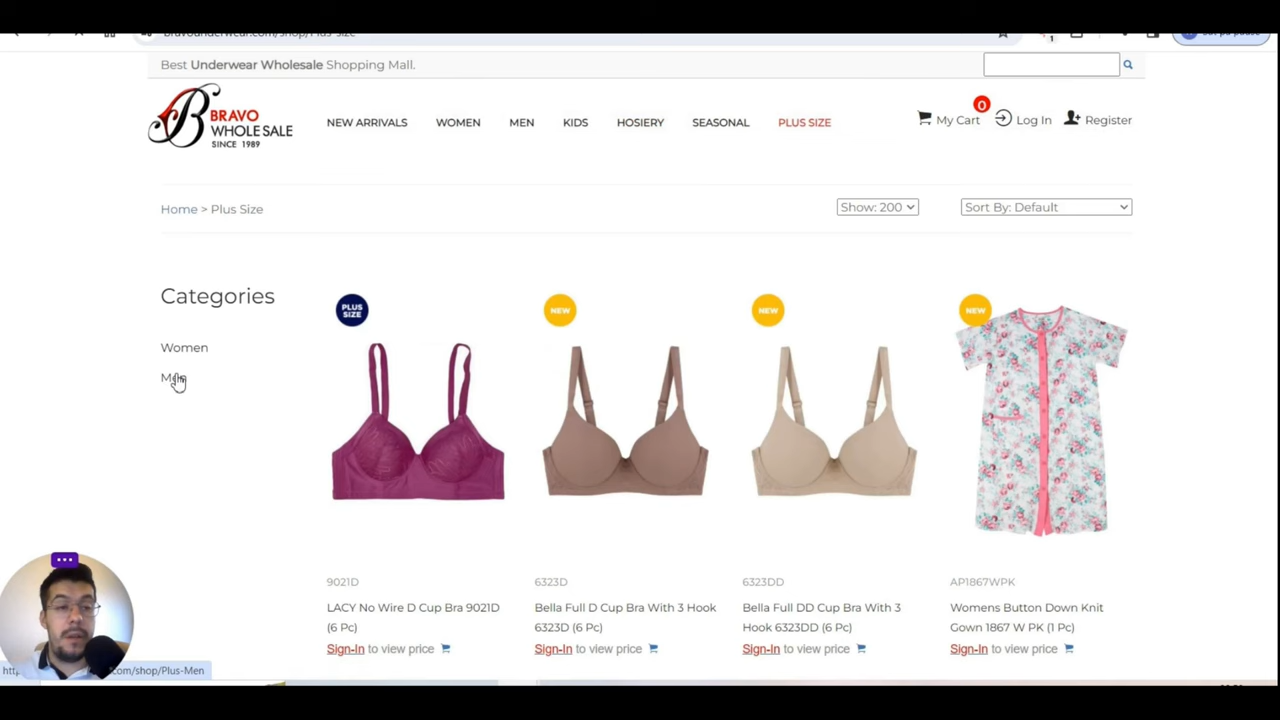 Bravounderwear.com/shop/Plus-size
1
Best Underwear Wholesale Shopping Mall.
B BRAVO
WHOLE SALE
SINCE 1989
NEW ARRIVALS WOMEN MEN KIDS HOSIERY SEASONAL PLUS SIZE
0
My Cart Log In Register
Home > Plus Size
Show: 200 Sort By: Default
Categories
Women
Men
PLUS
SIZE
NEW
NEW
NEW
9021D
LACY No Wire D Cup Bra 9021D
(6 Pc)
Sign-In to view price
6323D
Bella Full D Cup Bra With 3 Hook
6323D (6 Pc)
Sign-In to view price
6323DD
Bella Full DD Cup Bra With 3
Hook 6323DD (6 Pc)
Sign-In to view price
AP1867WPK
Womens Button Down Knit
Gown 1867 W PK (1 Pc)
Sign-In to view price
.com/shop/Plus-Men